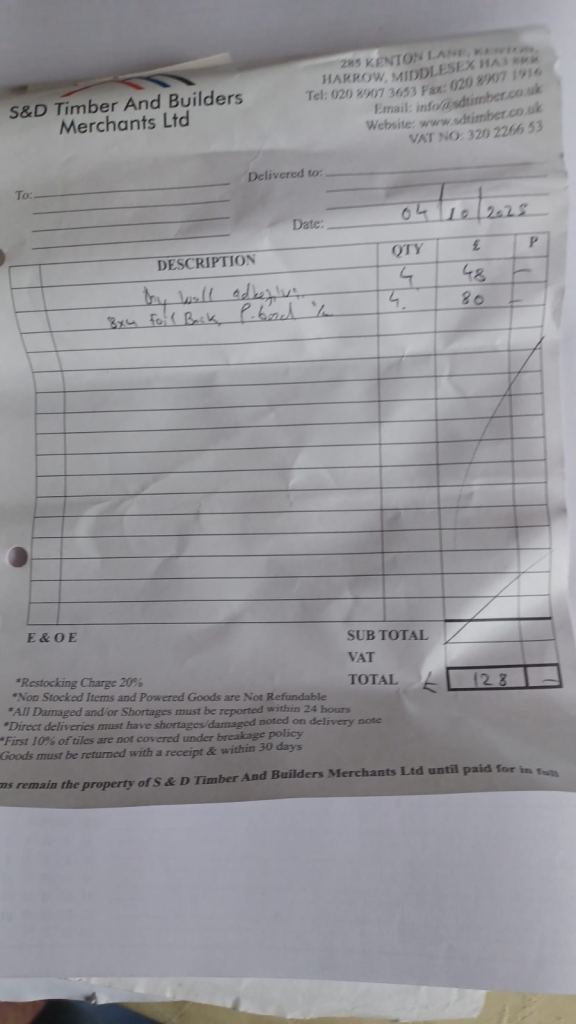 S&D Timber And Builders
Merchants Ltd
285 KENTON LANE, KENTON,
HARROW, MIDDLESEX HA3 8RR
Tel: 020 8907 3653 Fax: 020 8907 1916
Email: info@sdtimber.co.uk
Website: www.sdtimber.co.uk
VAT NO: 320 2266 53
To:
Delivered to:
Date: 04/10/2025
DESCRIPTION QTY £ P
Dry wall adhesive 4 48 —
8x4 Foil Back P.board 4. 80 —
E & O E
SUB TOTAL
VAT
TOTAL £ 128 —
*Restocking Charge 20%
*Non Stocked Items and Powered Goods are Not Refundable
*All Damaged and/or Shortages must be reported within 24 hours
*Direct deliveries must have shortages/damaged noted on delivery note
*First 10% of tiles are not covered under breakage policy
Goods must be returned with a receipt & within 30 days
ms remain the property of S & D Timber And Builders Merchants Ltd until paid for in full